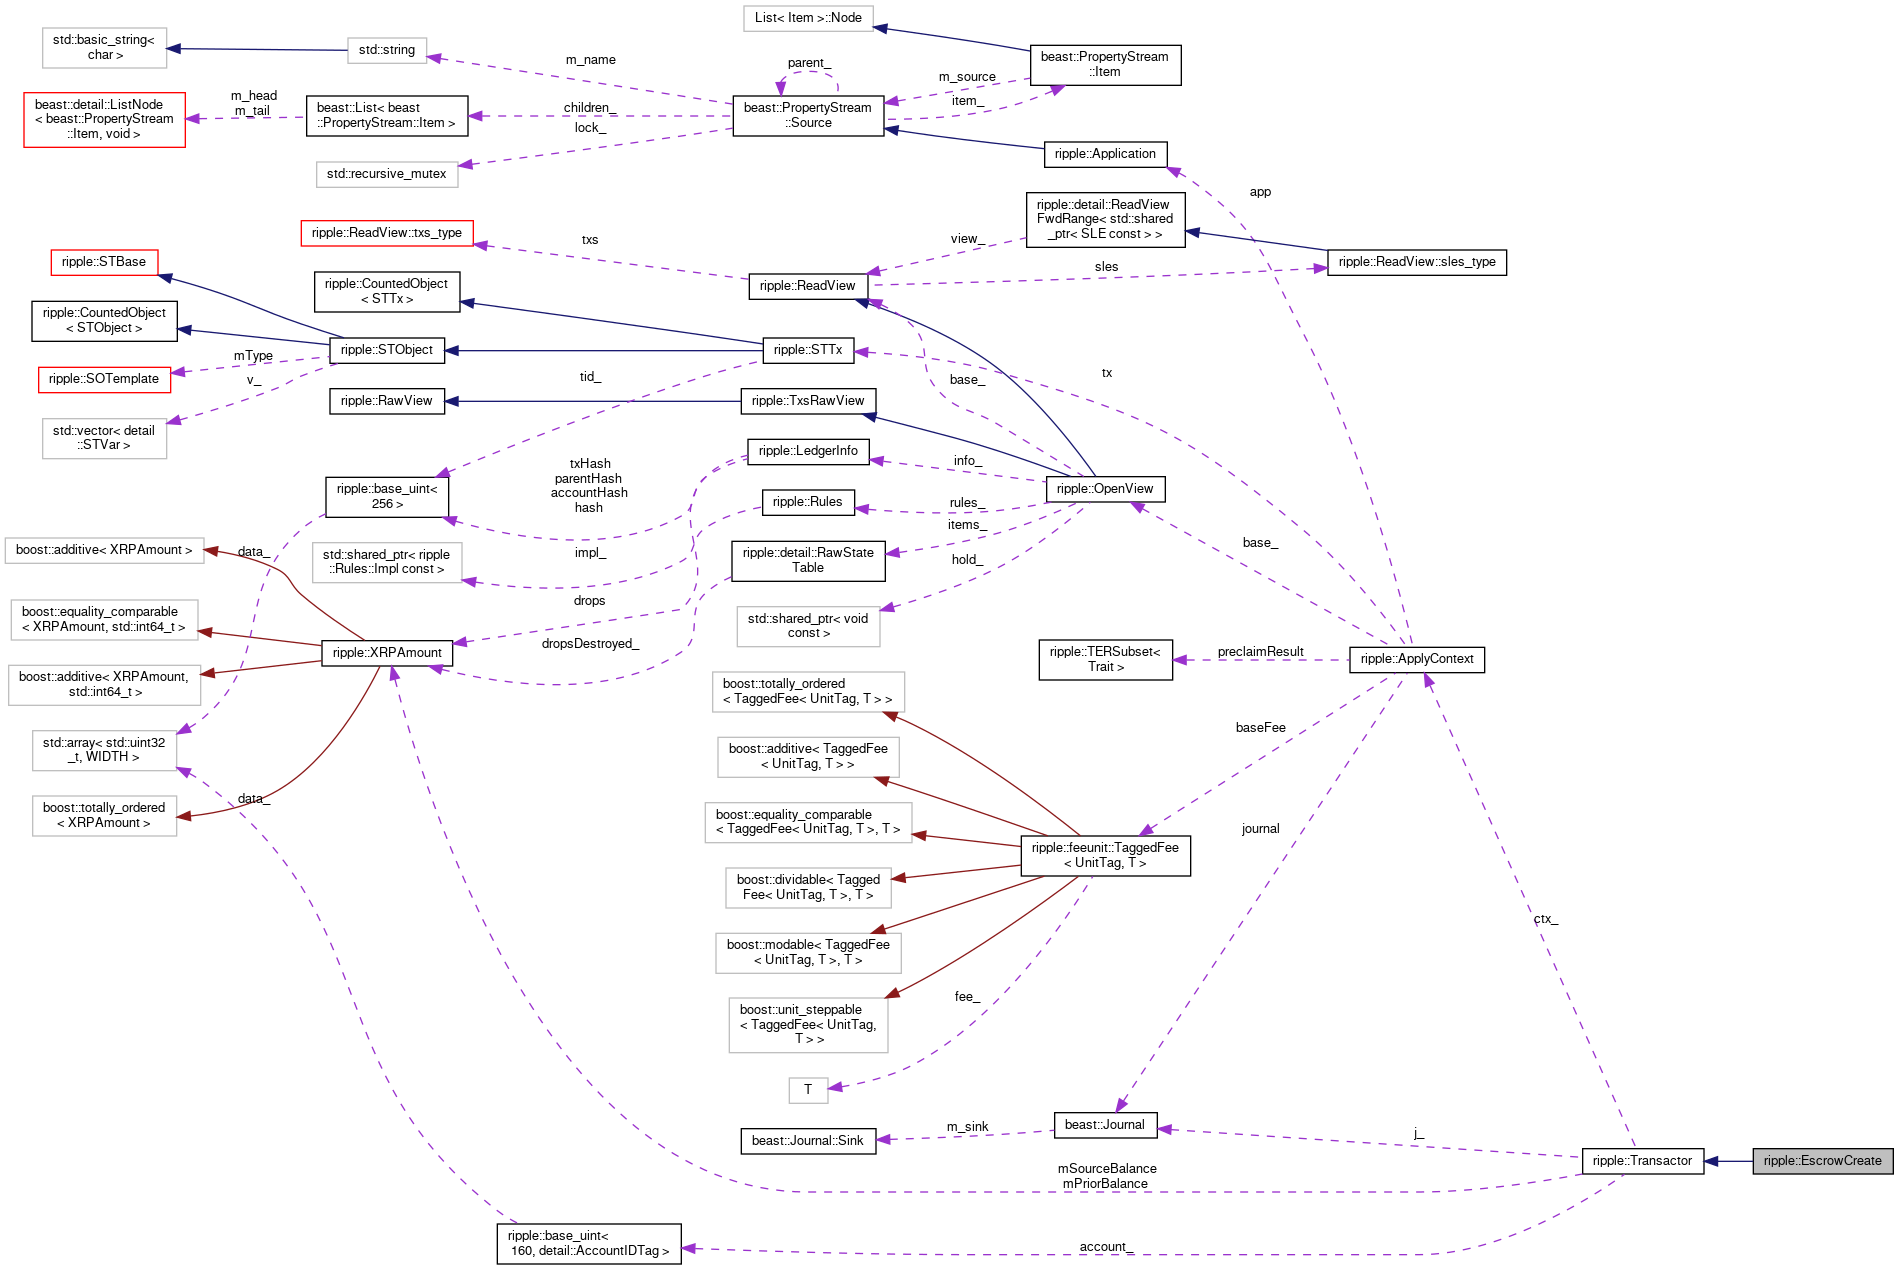 List< Item >::Node
std::basic_string<
char >
std::string
m_name
parent_
m_source
item_
beast::PropertyStream
::Item
beast::detail::ListNode
< beast::PropertyStream
::Item, void >
m_head
m_tail
beast::List< beast
::PropertyStream::Item >
children_
lock_
beast::PropertyStream
::Source
std::recursive_mutex
ripple::Application
app
ripple::detail::ReadView
FwdRange< std::shared
_ptr< SLE const > >
ripple::ReadView::txs_type
txs
view_
sles
ripple::ReadView::sles_type
ripple::STBase
ripple::CountedObject
< STTx >
ripple::ReadView
ripple::CountedObject
< STObject >
ripple::STObject
ripple::STTx
mType
v_
ripple::SOTemplate
tid_
base_
tx
ripple::RawView
ripple::TxsRawView
std::vector< detail
::STVar >
ripple::LedgerInfo
info_
txHash
parentHash
accountHash
hash
ripple::base_uint<
256 >
ripple::OpenView
ripple::Rules
rules_
items_
hold_
base_
boost::additive< XRPAmount >
data_
std::shared_ptr< ripple
::Rules::Impl const >
impl_
ripple::detail::RawState
Table
drops
boost::equality_comparable
< XRPAmount, std::int64_t >
std::shared_ptr< void
const >
dropsDestroyed_
ripple::XRPAmount
ripple::TERSubset<
Trait >
preclaimResult
ripple::ApplyContext
boost::additive< XRPAmount,
std::int64_t >
boost::totally_ordered
< TaggedFee< UnitTag, T > >
baseFee
std::array< std::uint32
_t, WIDTH >
boost::additive< TaggedFee
< UnitTag, T > >
data_
boost::totally_ordered
< XRPAmount >
boost::equality_comparable
< TaggedFee< UnitTag, T >, T >
journal
ripple::feeunit::TaggedFee
< UnitTag, T >
boost::dividable< Tagged
Fee< UnitTag, T >, T >
ctx_
boost::modable< TaggedFee
< UnitTag, T >, T >
fee_
boost::unit_steppable
< TaggedFee< UnitTag,
T > >
T
beast::Journal::Sink
m_sink
beast::Journal
j_
ripple::Transactor
ripple::EscrowCreate
mSourceBalance
mPriorBalance
ripple::base_uint<
160, detail::AccountIDTag >
account_